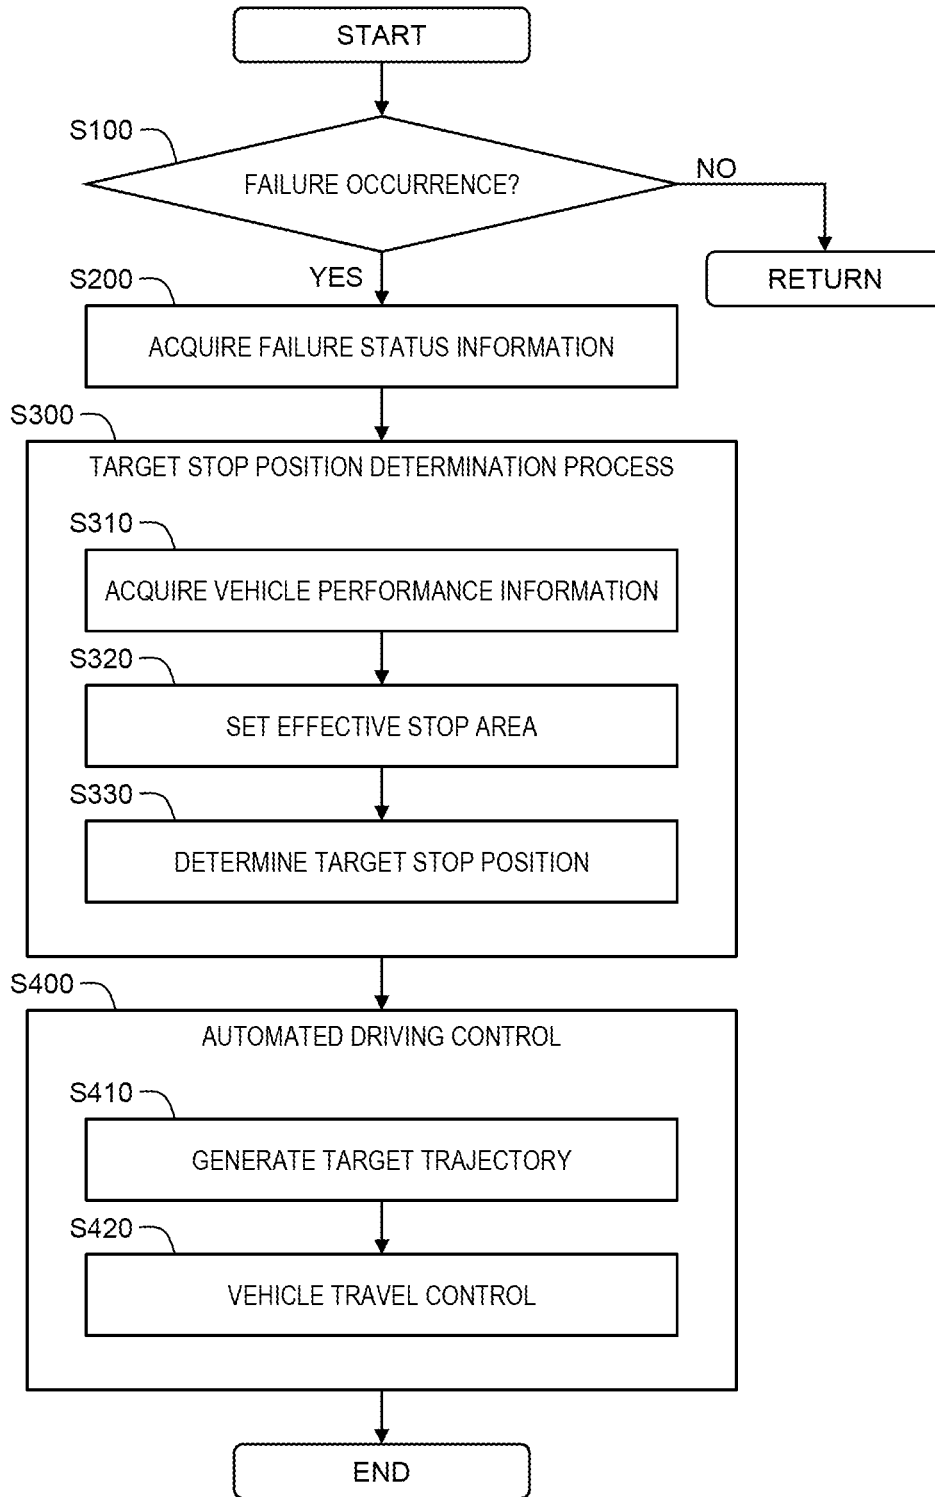 START
S100
FAILURE OCCURRENCE?
NO
YES
RETURN
S200
ACQUIRE FAILURE STATUS INFORMATION
S300
TARGET STOP POSITION DETERMINATION PROCESS
S310
ACQUIRE VEHICLE PERFORMANCE INFORMATION
S320
SET EFFECTIVE STOP AREA
S330
DETERMINE TARGET STOP POSITION
S400
AUTOMATED DRIVING CONTROL
S410
GENERATE TARGET TRAJECTORY
S420
VEHICLE TRAVEL CONTROL
END